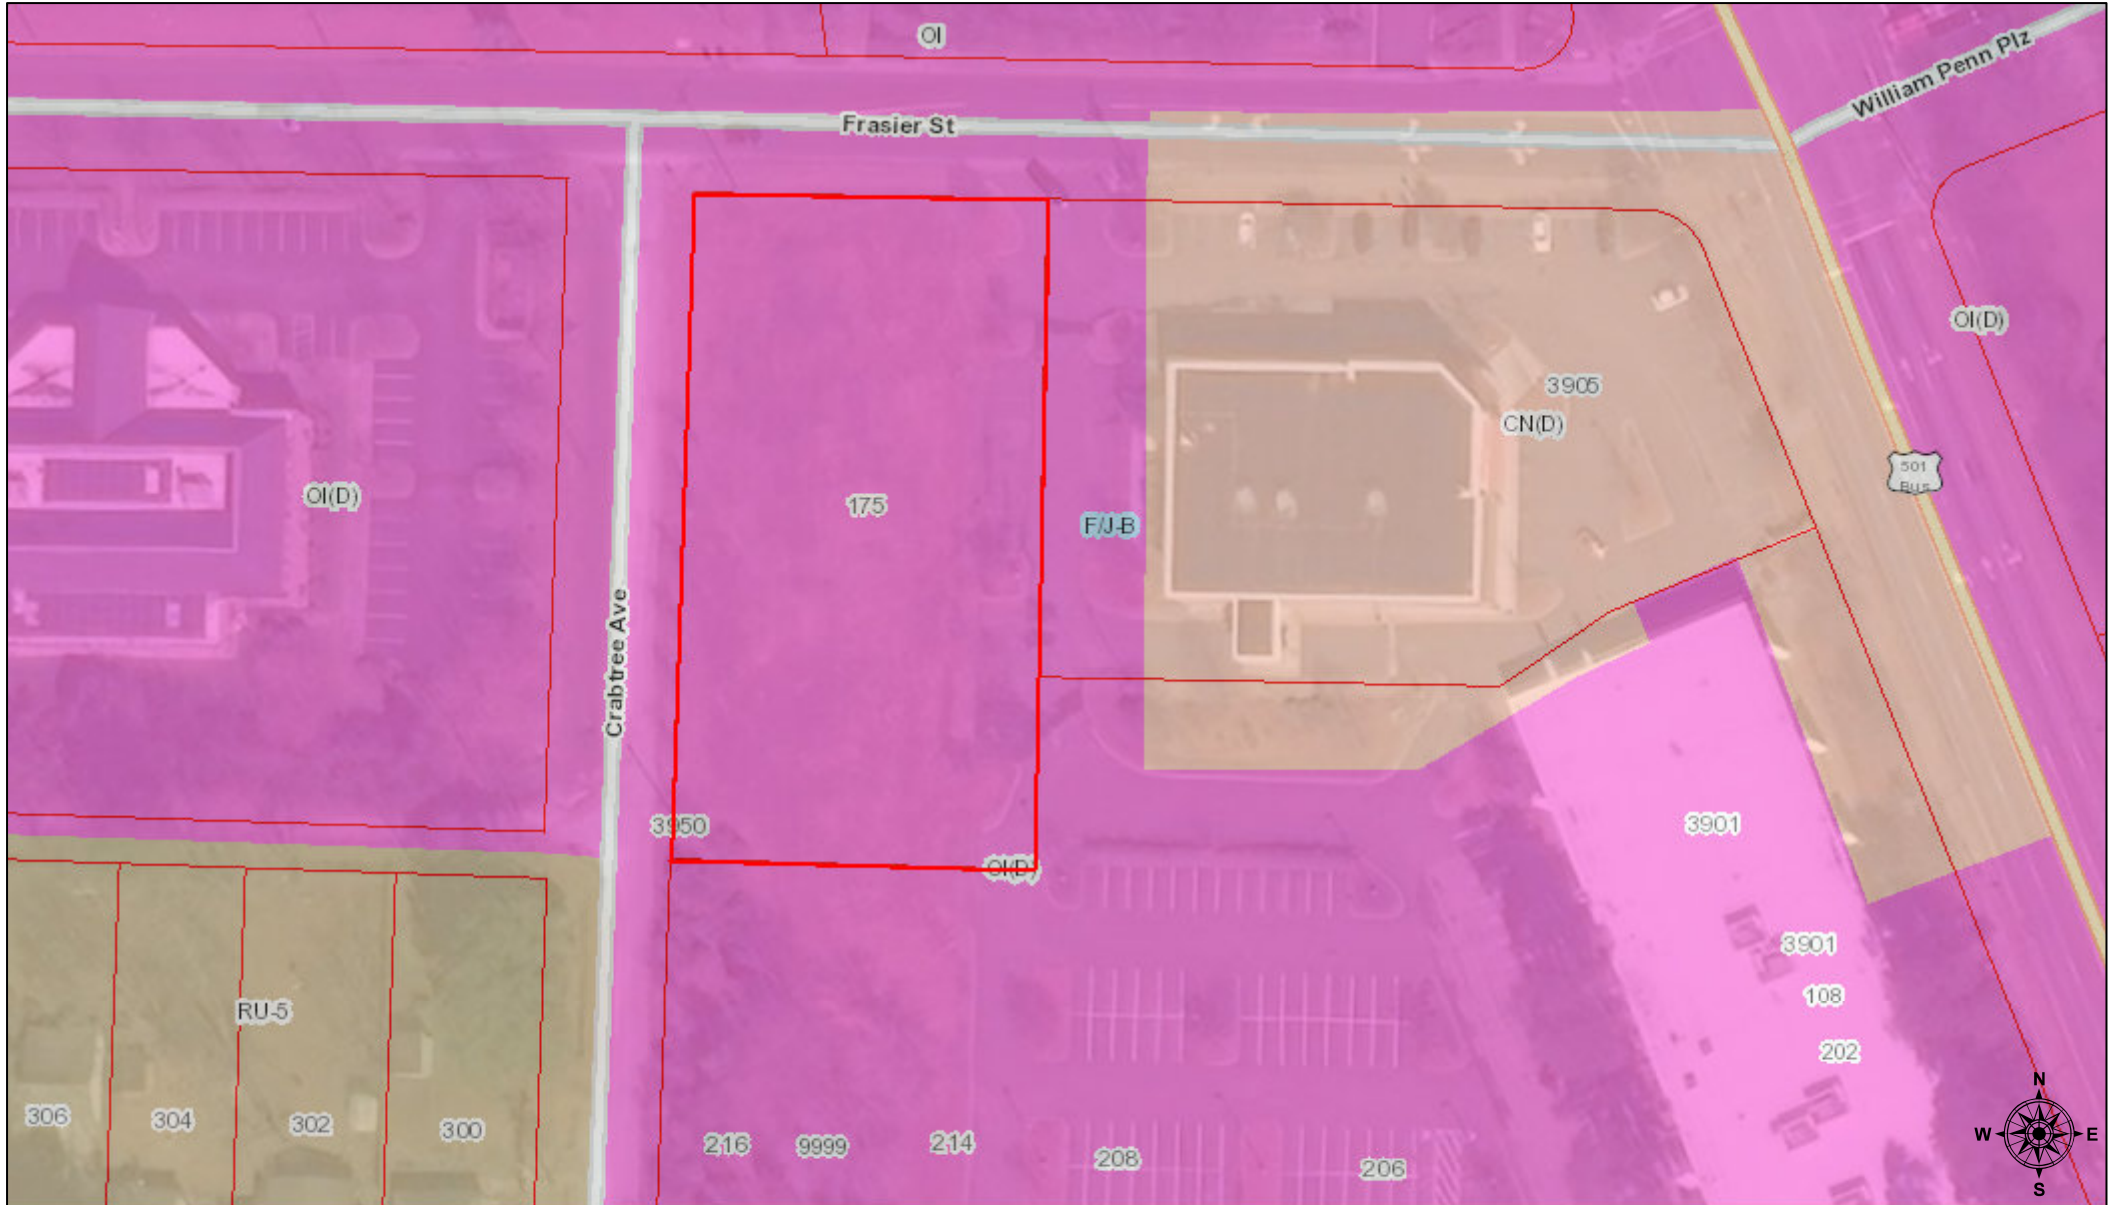 OI
William Penn Plz
Frasier St
OI(D)
3905
CN(D)
501
Bus
OI(D)
175
F/J-B
Crabtree Ave
3950
3901
OI(D)
3901
108
RU-5
202
N
W E
S
306
304
302
300
216
9999
214
208
206